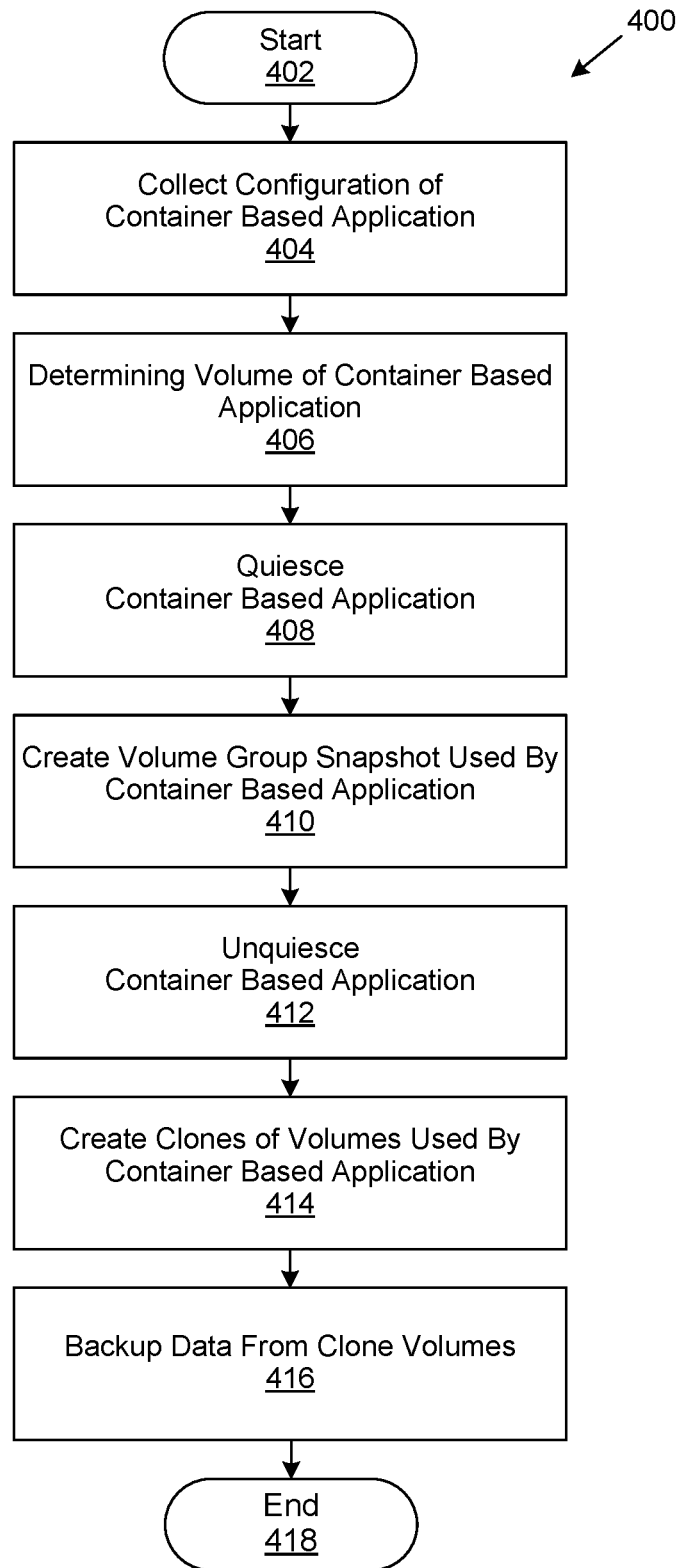 400
Start
402
Collect Configuration of
Container Based Application
404
Determining Volume of Container Based
Application
406
Quiesce
Container Based Application
408
Create Volume Group Snapshot Used By
Container Based Application
410
Unquiesce
Container Based Application
412
Create Clones of Volumes Used By
Container Based Application
414
Backup Data From Clone Volumes
416
End
418